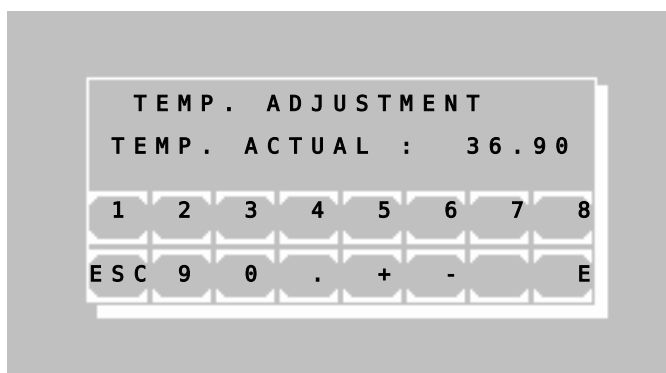 TEMP. ADJUSTMENT
TEMP. ACTUAL : 36.90
1 2 3 4 5 6 7 8
ESC 9 0 . + - E